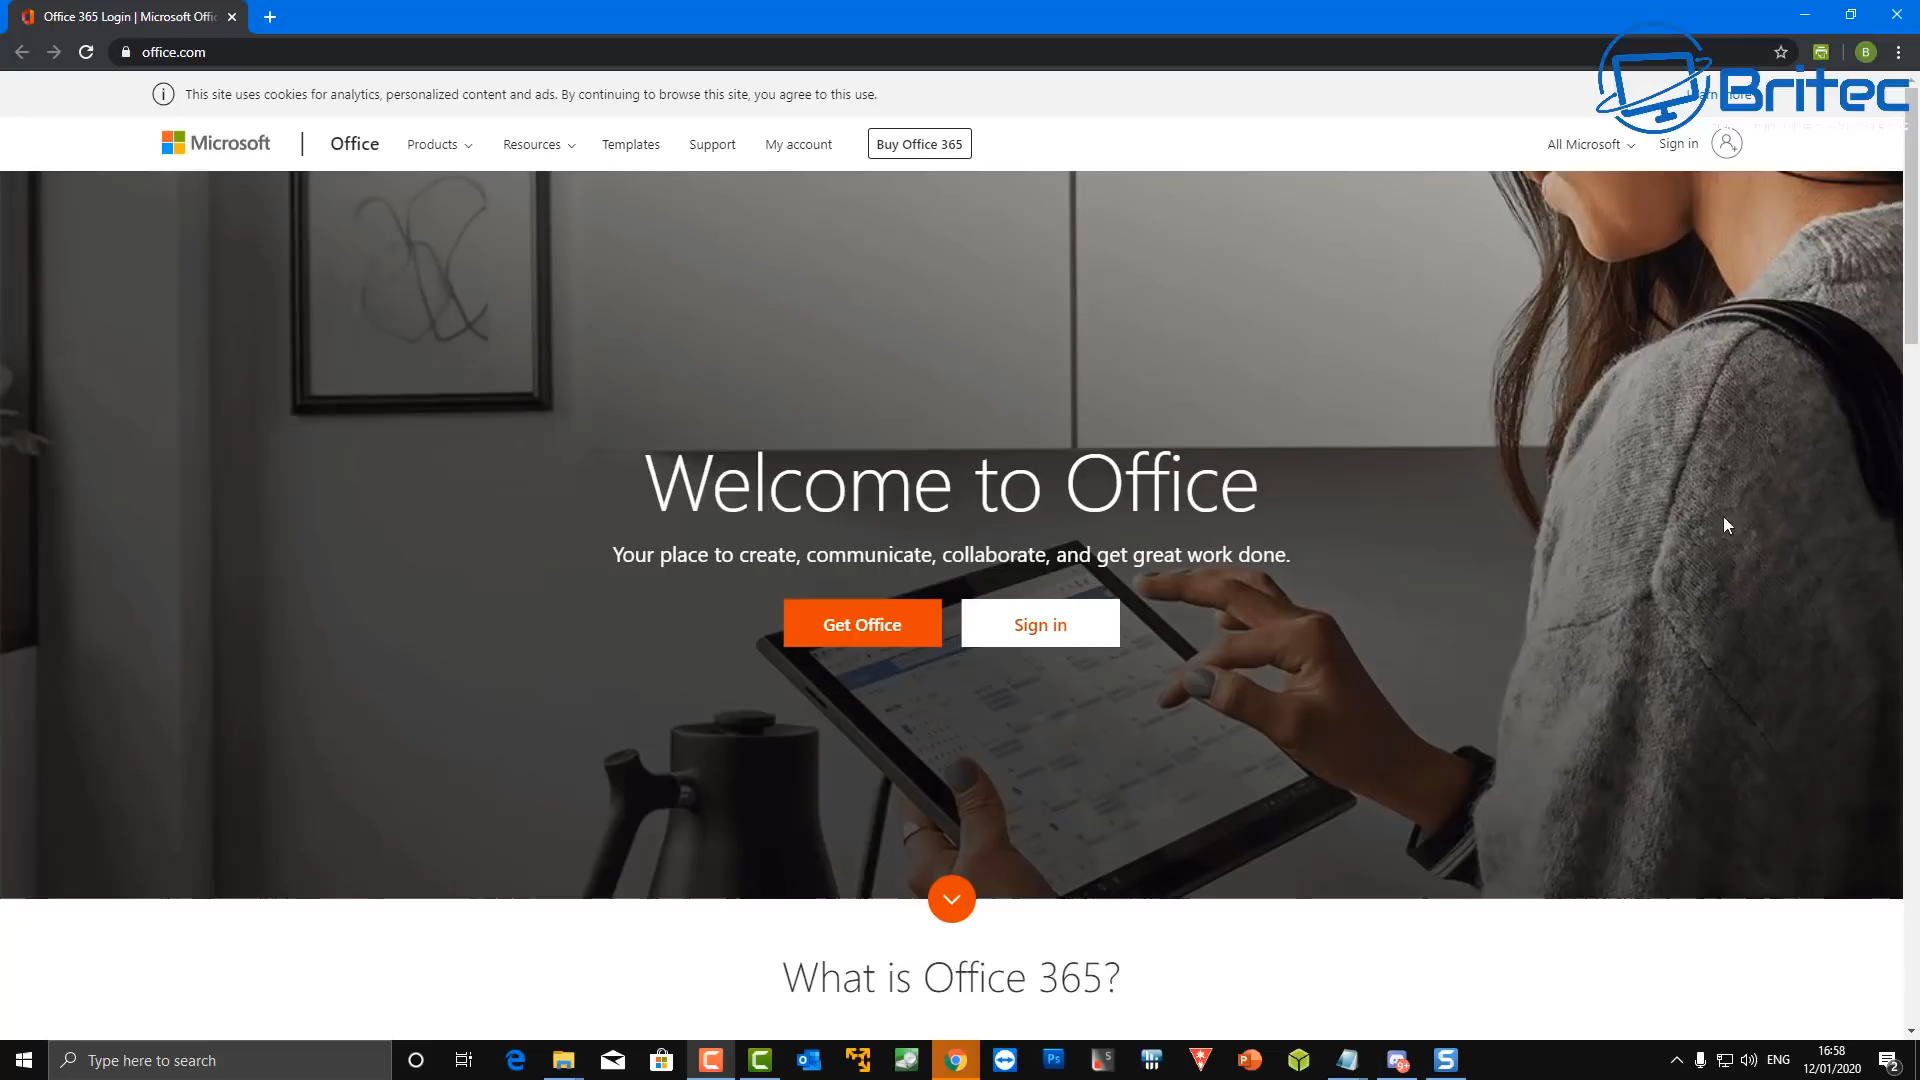 Office 365 Login | Microsoft Offic
office.com
B
This site uses cookies for analytics, personalized content and ads. By continuing to browse this site, you agree to this use.
Britec
Microsoft
Office
Products
Resources
Templates
Support
My account
Buy Office 365
All Microsoft
Sign in
Welcome to Office
Your place to create, communicate, collaborate, and get great work done.
Get Office
Sign in
What is Office 365?
Type here to search
ENG
16:58
12/01/2020
2